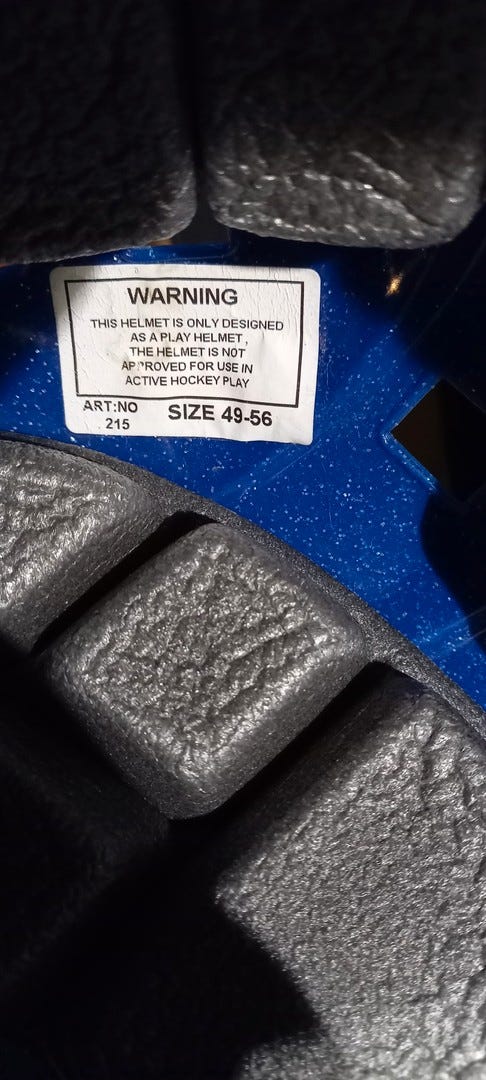 WARNING
THIS HELMET IS ONLY DESIGNED
AS A PLAY HELMET,
THE HELMET IS NOT
APPROVED FOR USE IN
ACTIVE HOCKEY PLAY
ART:NO
215
SIZE 49-56